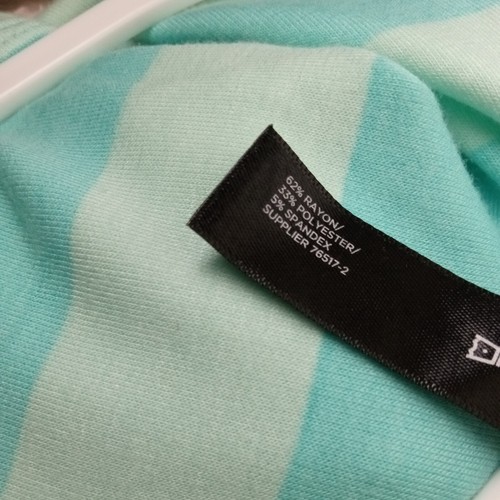 62% RAYON/
33% POLYESTER/
5% SPANDEX
SUPPLIER 76517-2